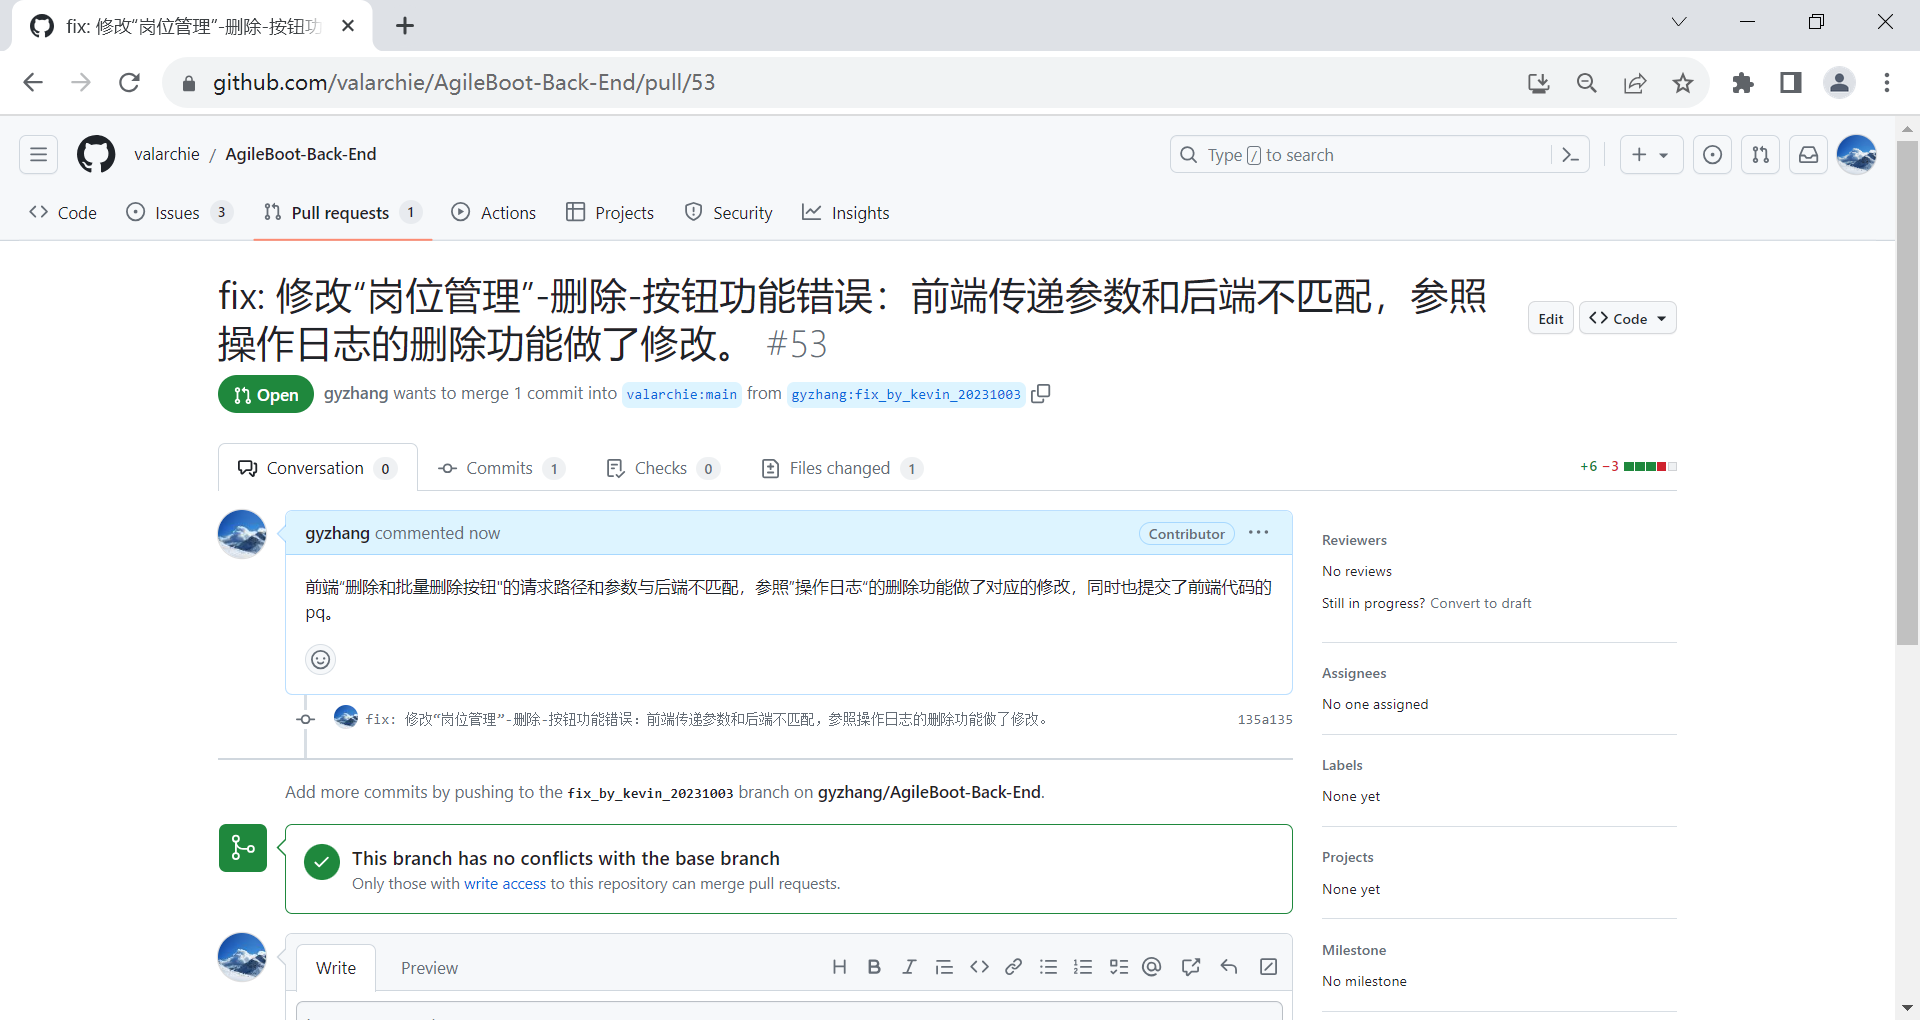 fix: 修改“岗位管理”-删除-按钮功
github.com/valarchie/AgileBoot-Back-End/pull/53
valarchie / AgileBoot-Back-End
Type / to search
Code
Issues 3
Pull requests 1
Actions
Projects
Security
Insights
fix: 修改“岗位管理”-删除-按钮功能错误：前端传递参数和后端不匹配，参照
操作日志的删除功能做了修改。 #53
Edit
Code
Open
gyzhang wants to merge 1 commit into valarchie:main from gyzhang:fix_by_kevin_20231003
Conversation 0
Commits 1
Checks 0
Files changed 1
+6 −3
gyzhang commented now
Contributor
前端“删除和批量删除按钮"的请求路径和参数与后端不匹配，参照”操作日志“的删除功能做了对应的修改，同时也提交了前端代码的
pq。
fix: 修改“岗位管理”-删除-按钮功能错误：前端传递参数和后端不匹配，参照操作日志的删除功能做了修改。
135a135
Add more commits by pushing to the fix_by_kevin_20231003 branch on gyzhang/AgileBoot-Back-End.
This branch has no conflicts with the base branch
Only those with write access to this repository can merge pull requests.
Write
Preview
Reviewers
No reviews
Still in progress? Convert to draft
Assignees
No one assigned
Labels
None yet
Projects
None yet
Milestone
No milestone